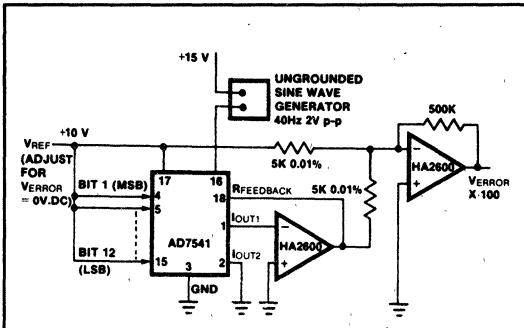 +15 V
UNGROUNDED
SINE WAVE
GENERATOR
40Hz 2V p-p
500K
+10 V
VREF
(ADJUST
FOR
VERROR
= 0V.DC)
BIT 1 (MSB)
BIT 12
(LSB)
17
16
4
5
15
18
1
2
3
AD7541
GND
RFEEDBACK
IOUT1
IOUT2
5K 0.01%
5K 0.01%
HA2600
HA2600
VERROR
X·100
−
+
−
+